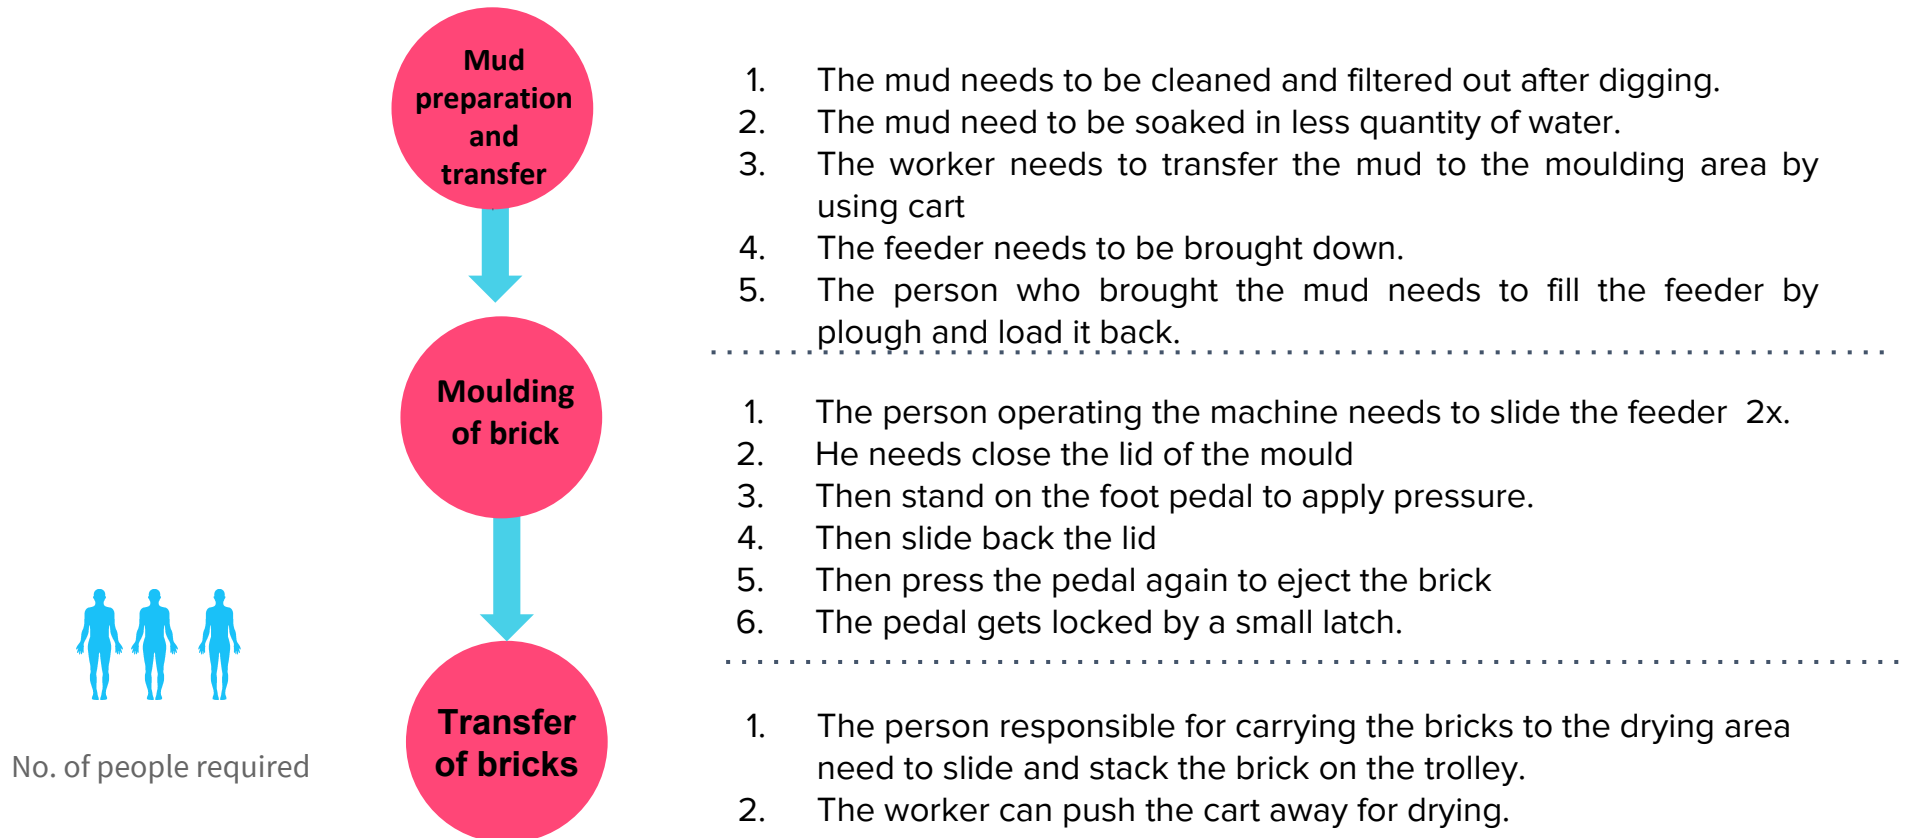 Mud
preparation
and
transfer
1. The mud needs to be cleaned and filtered out after digging.
2. The mud need to be soaked in less quantity of water.
3. The worker needs to transfer the mud to the moulding area by
using cart
4. The feeder needs to be brought down.
5. The person who brought the mud needs to fill the feeder by
plough and load it back.
Moulding
of brick
1. The person operating the machine needs to slide the feeder 2x.
2. He needs close the lid of the mould
3. Then stand on the foot pedal to apply pressure.
4. Then slide back the lid
5. Then press the pedal again to eject the brick
6. The pedal gets locked by a small latch.
No. of people required
Transfer
of bricks
1. The person responsible for carrying the bricks to the drying area
need to slide and stack the brick on the trolley.
2. The worker can push the cart away for drying.